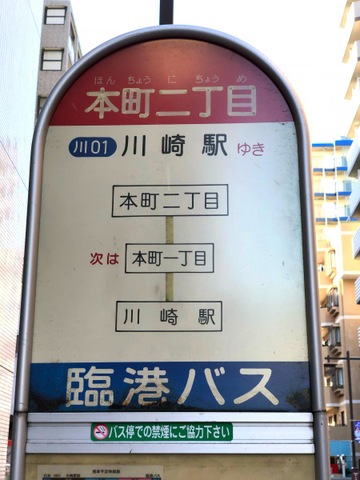 ほんちょうにちょうめ
本町二丁目
川01 川崎駅 ゆき
本町二丁目
次は 本町一丁目
川崎駅
臨港バス
バス停での禁煙にご協力下さい